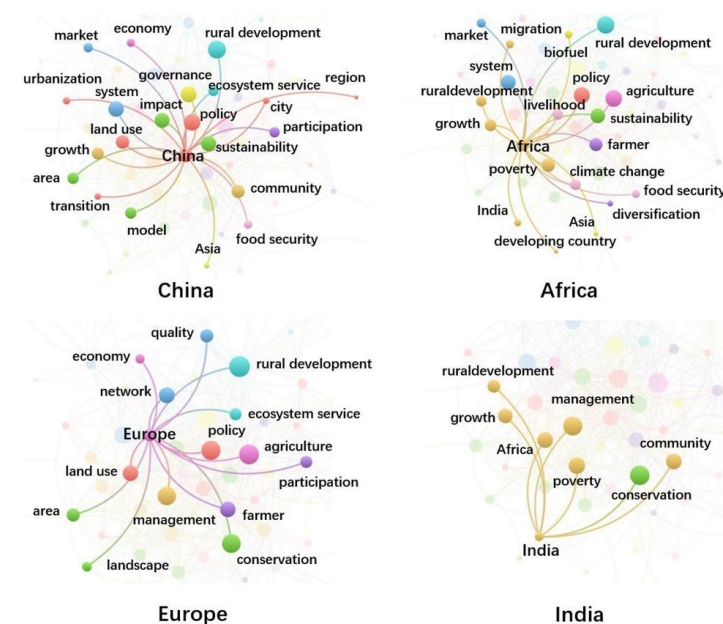 market
economy
rural development
urbanization
governance
ecosystem service
region
system
impact
city
policy
participation
land use
sustainability
growth
China
area
community
transition
model
food security
Asia
China
market
migration
rural development
biofuel
system
policy
ruraldevelopment
agriculture
livelihood
sustainability
growth
Africa
farmer
poverty
climate change
food security
India
diversification
Asia
developing country
Africa
quality
economy
rural development
network
ecosystem service
Europe
policy
agriculture
land use
participation
area
management
farmer
conservation
landscape
Europe
ruraldevelopment
management
growth
Africa
community
poverty
conservation
India
India